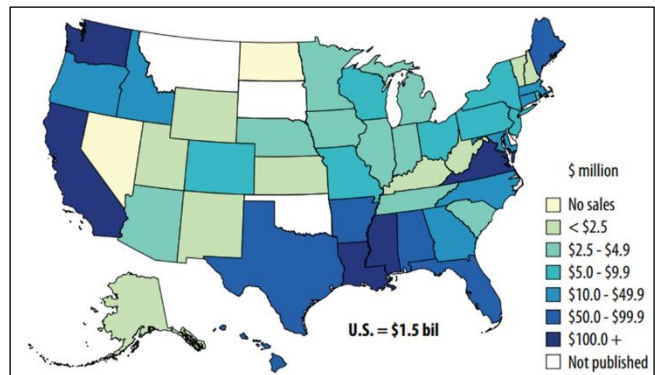 $ million
No sales
< $2.5
$2.5 - $4.9
$5.0 - $9.9
$10.0 - $49.9
$50.0 - $99.9
$100.0 +
Not published
U.S. = $1.5 bil